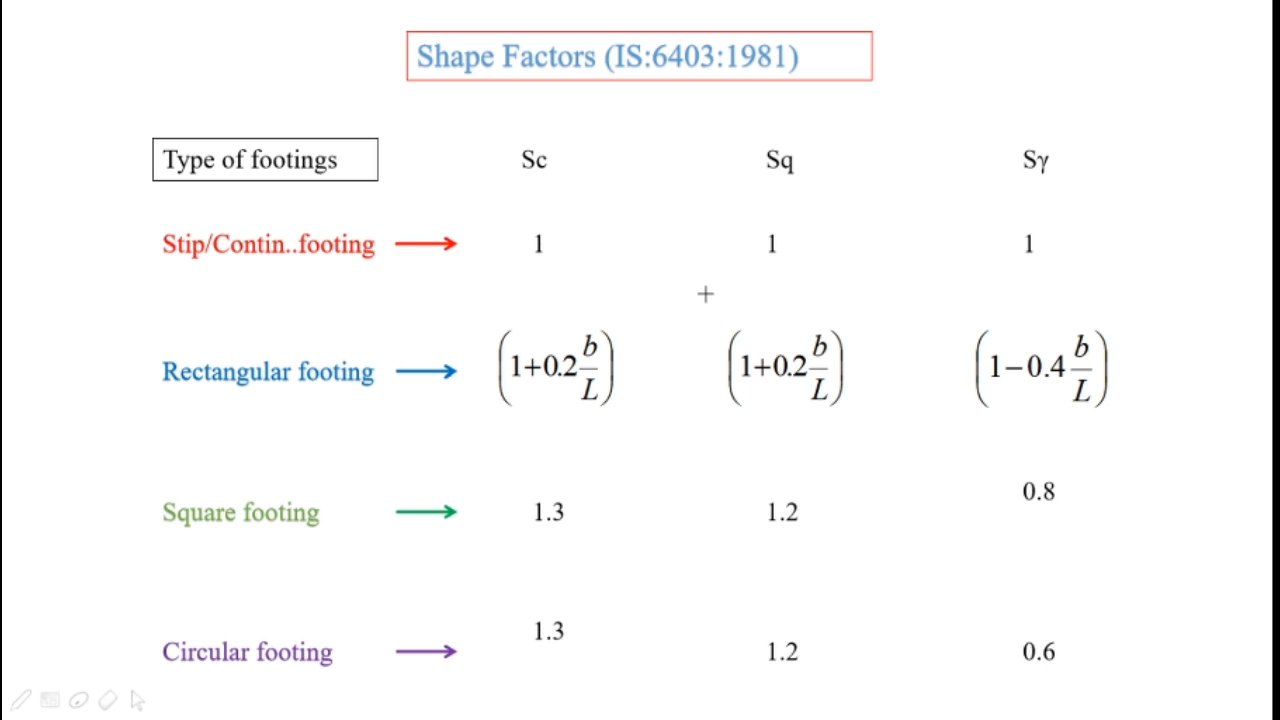 Shape Factors (IS:6403:1981)
Type of footings Sc Sq Sγ
Stip/Contin..footing 1 1 1
Rectangular footing (1+0.2 b/L) (1+0.2 b/L) (1−0.4 b/L)
Square footing 1.3 1.2 0.8
Circular footing 1.3 1.2 0.6